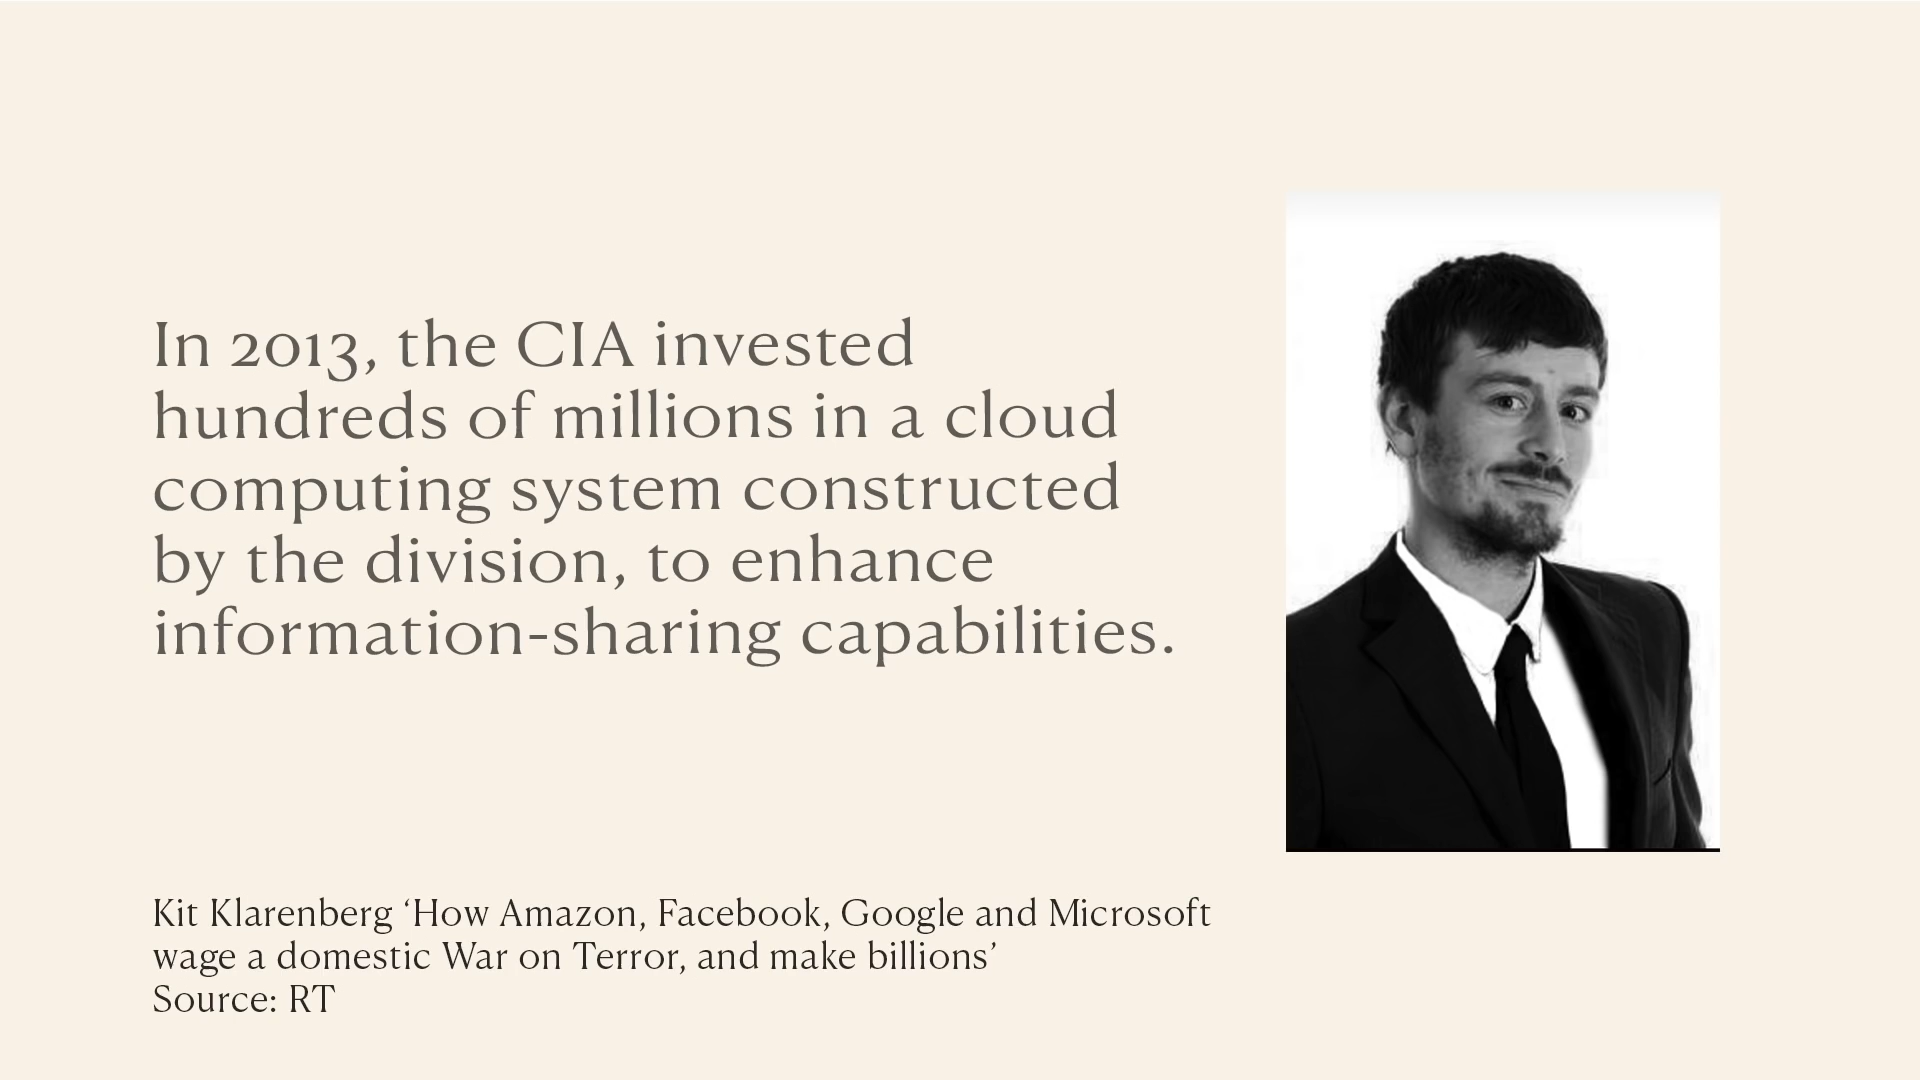 In 2013, the CIA invested
hundreds of millions in a cloud
computing system constructed
by the division, to enhance
information-sharing capabilities.
Kit Klarenberg ‘How Amazon, Facebook, Google and Microsoft
wage a domestic War on Terror, and make billions’
Source: RT